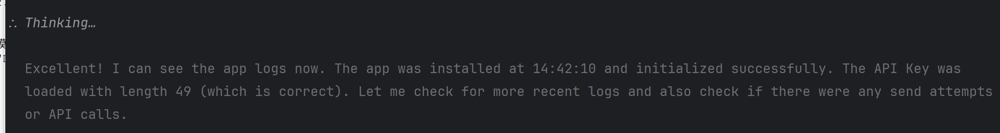 ∴ Thinking…
Excellent! I can see the app logs now. The app was installed at 14:42:10 and initialized successfully. The API Key was
loaded with length 49 (which is correct). Let me check for more recent logs and also check if there were any send attempts
or API calls.